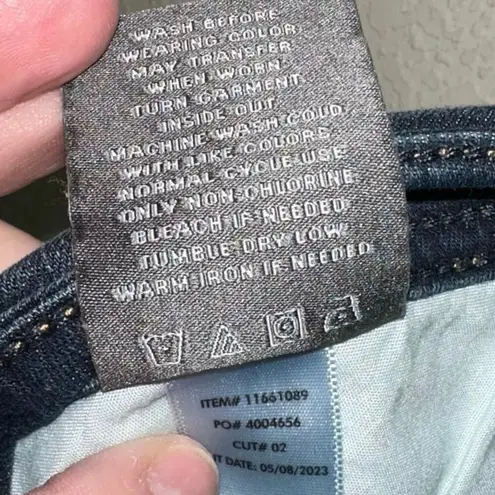 WASH BEFORE
WEARING COLOR
MAY TRANSFER
WHEN WORN
TURN GARMENT
INSIDE OUT
MACHINE WASH COLD
WITH LIKE COLORS
NORMAL CYCLE USE
ONLY NON-CHLORINE
BLEACH IF NEEDED
TUMBLE DRY LOW
WARM IRON IF NEEDED
ITEM# 11661089
PO# 4004656
CUT# 02
DATE: 05/08/2023